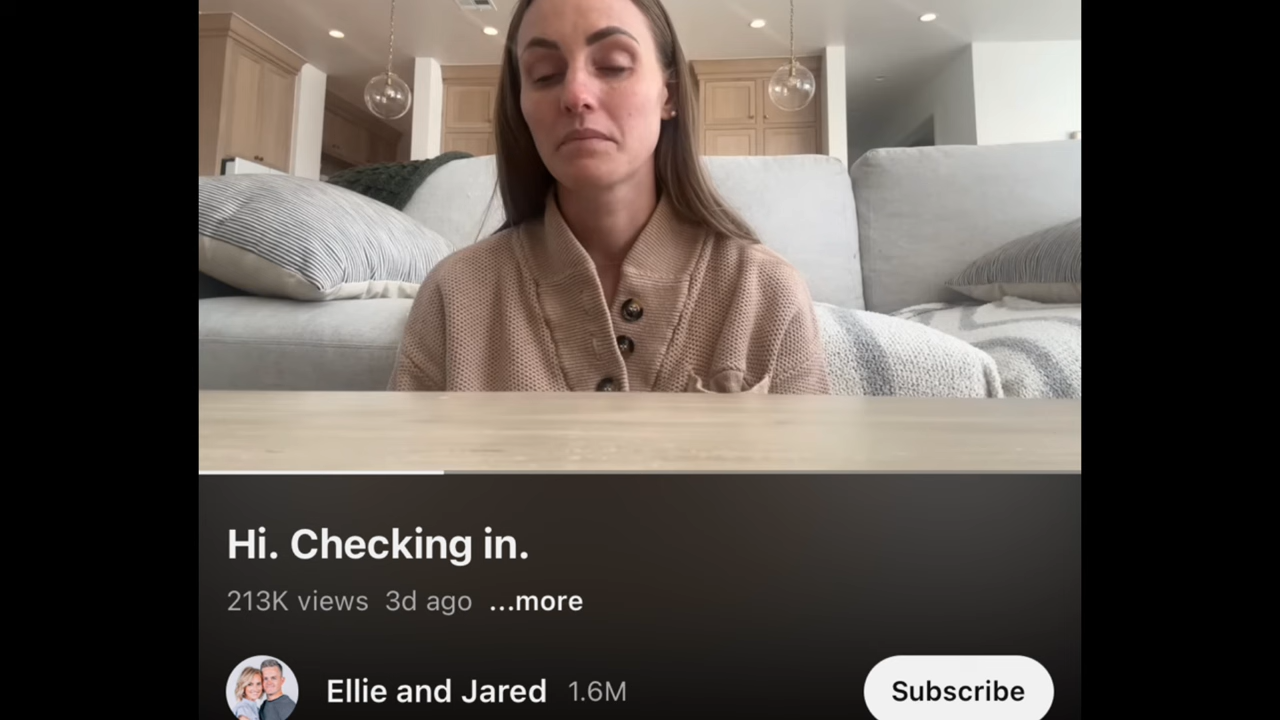 Hi. Checking in.
213K views 3d ago ...more
Ellie and Jared 1.6M
Subscribe